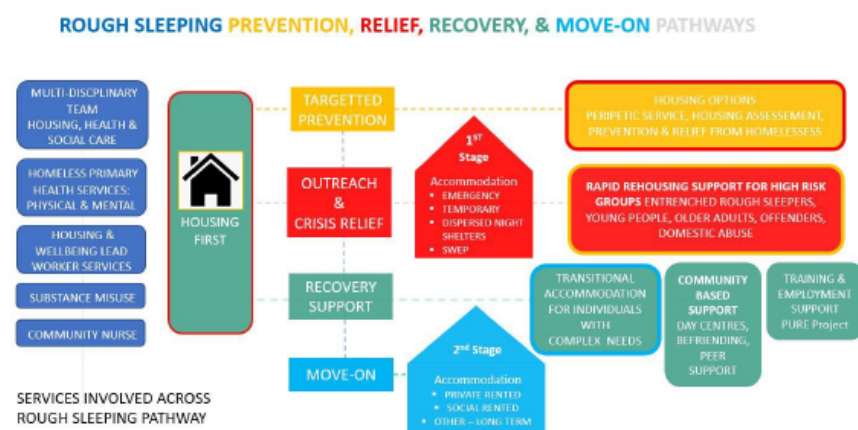 ROUGH SLEEPING PREVENTION, RELIEF, RECOVERY, & MOVE-ON PATHWAYS
MULTI-DISCPLINARY
TEAM
HOUSING, HEALTH &
SOCIAL CARE
HOMELESS PRIMARY
HEALTH SERVICES:
PHYSICAL & MENTAL
HOUSING &
WELLBEING LEAD
WORKER SERVICES
SUBSTANCE MISUSE
COMMUNITY NURSE
SERVICES INVOLVED ACROSS
ROUGH SLEEPING PATHWAY
HOUSING
FIRST
TARGETTED
PREVENTION
OUTREACH
&
CRISIS RELIEF
RECOVERY
SUPPORT
MOVE-ON
1ST
Stage
Accommodation
• EMERGENCY
• TEMPORARY
• DISPERSED NIGHT
SHELTERS
• SWEP
2nd Stage
Accommodation
• PRIVATE RENTED
• SOCIAL RENTED
• OTHER – LONG TERM
HOUSING OPTIONS
PERIPETIC SERVICE, HOUSING ASSESSMENT,
PREVENTION & RELIEF FROM HOMELESSESS
RAPID REHOUSING SUPPORT FOR HIGH RISK
GROUPS ENTRENCHED ROUGH SLEEPERS,
YOUNG PEOPLE, OLDER ADULTS, OFFENDERS,
DOMESTIC ABUSE
TRANSITIONAL
ACCOMMODATION
FOR INDIVIDUALS
WITH
COMPLEX NEEDS
COMMUNITY
BASED
SUPPORT
DAY CENTRES,
BEFRIENDING,
PEER
SUPPORT
TRAINING &
EMPLOYMENT
SUPPORT
PURE Project